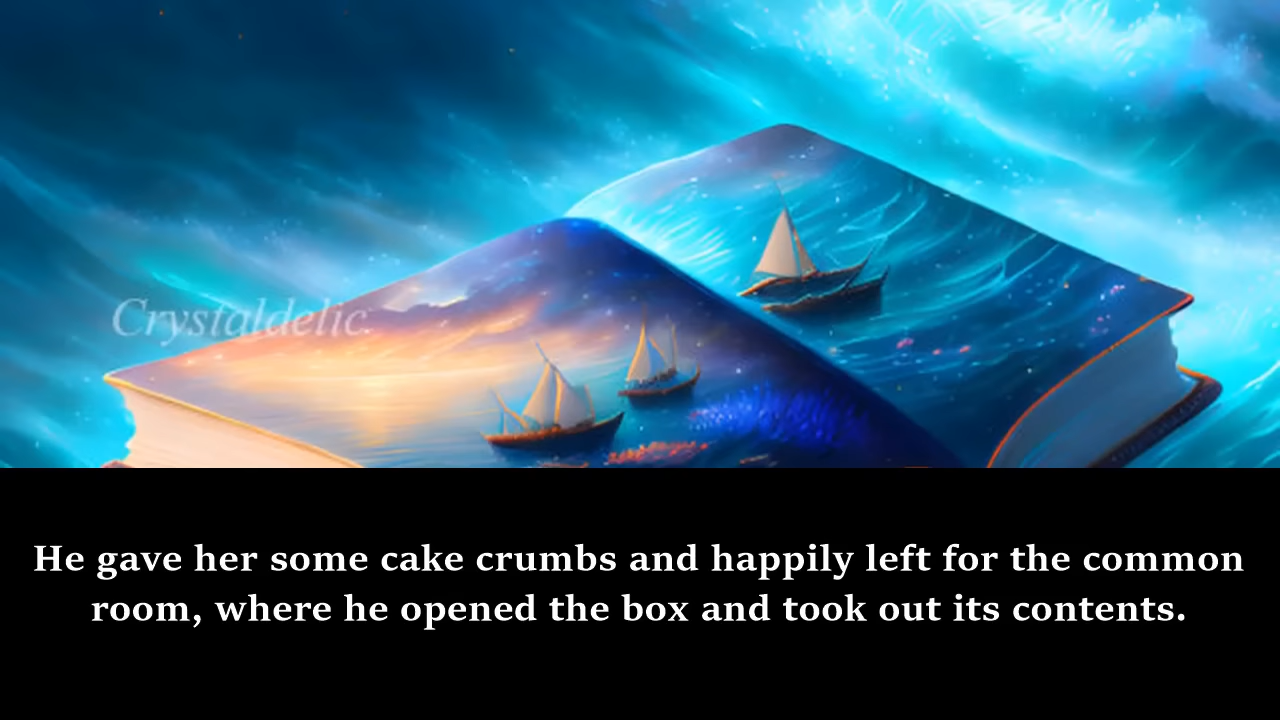 Crystaldelic
He gave her some cake crumbs and happily left for the common
room, where he opened the box and took out its contents.